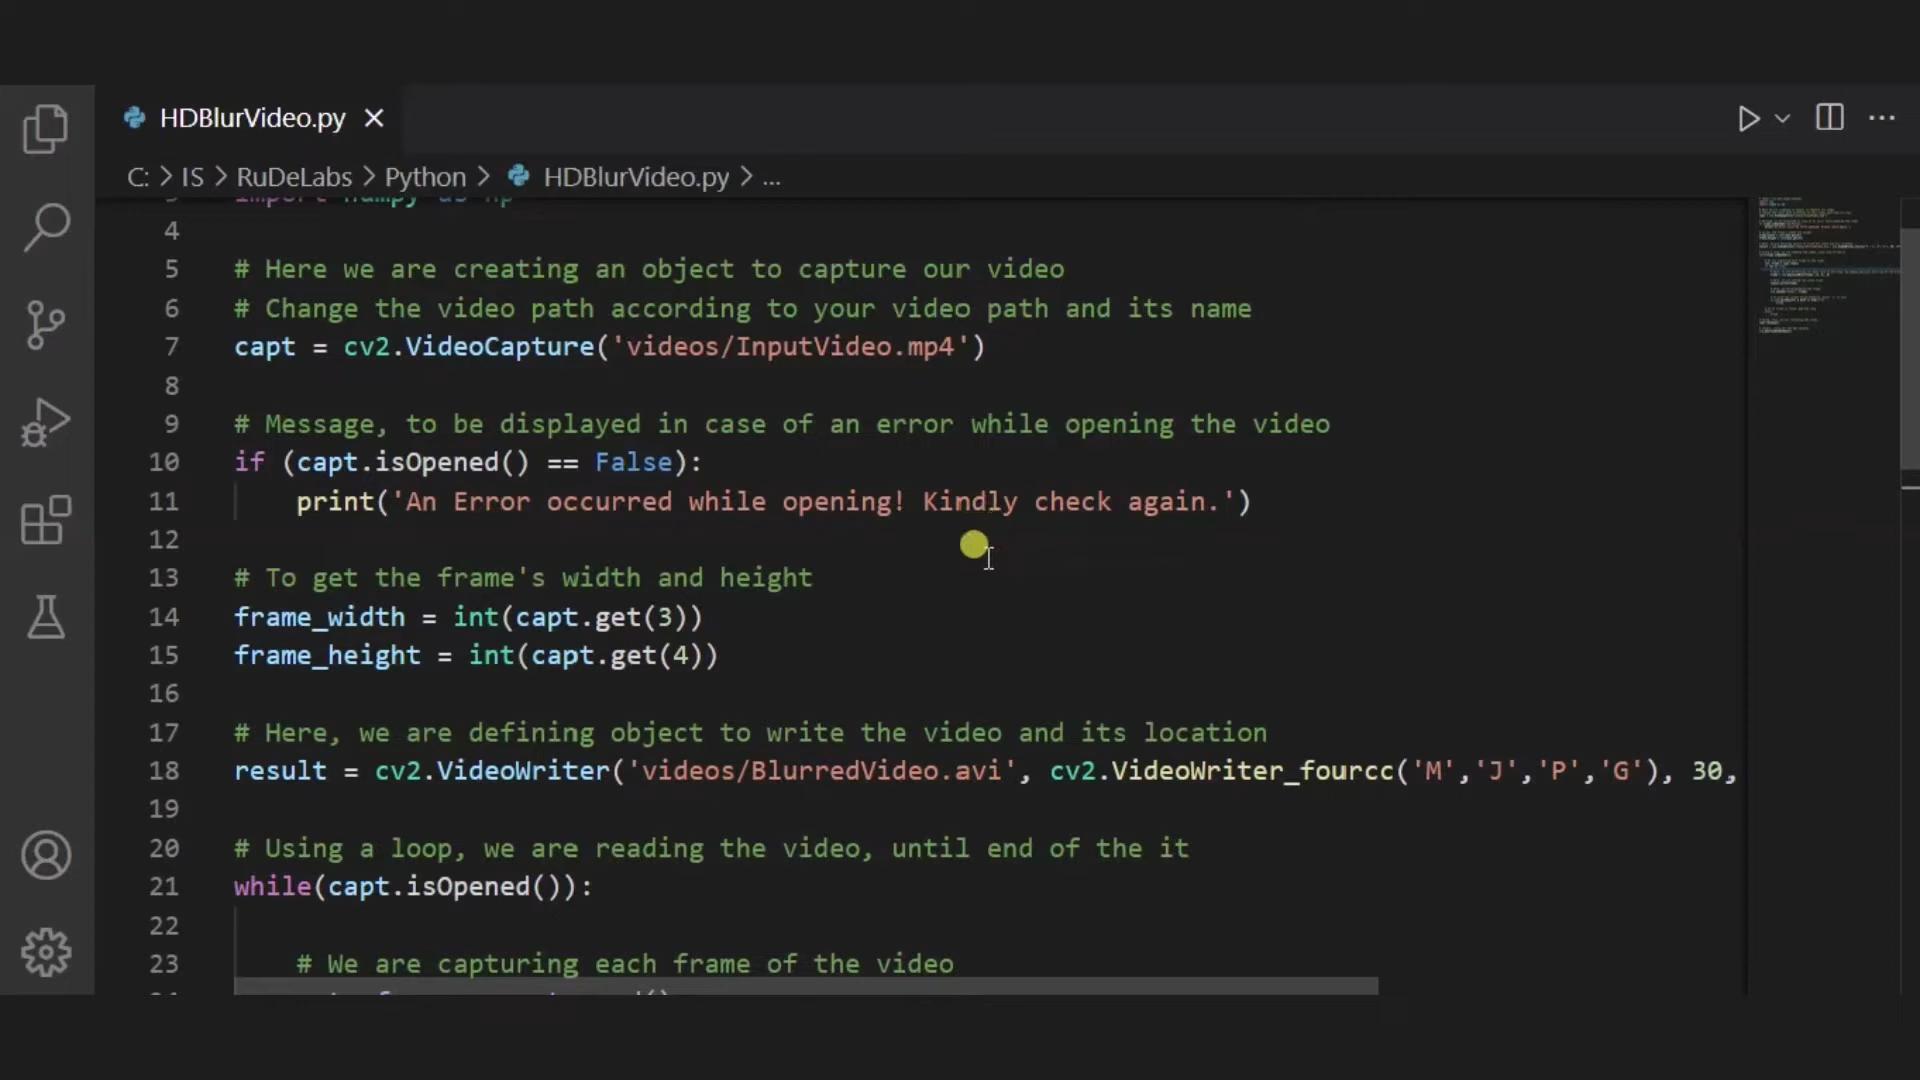 HDBlurVideo.py
C: > IS > RuDeLabs > Python > HDBlurVideo.py > ...
import numpy as np
4
5 # Here we are creating an object to capture our video
6 # Change the video path according to your video path and its name
7 capt = cv2.VideoCapture('videos/InputVideo.mp4')
8
9 # Message, to be displayed in case of an error while opening the video
10 if (capt.isOpened() == False):
11 print('An Error occurred while opening! Kindly check again.')
12
13 # To get the frame's width and height
14 frame_width = int(capt.get(3))
15 frame_height = int(capt.get(4))
16
17 # Here, we are defining object to write the video and its location
18 result = cv2.VideoWriter('videos/BlurredVideo.avi', cv2.VideoWriter_fourcc('M','J','P','G'), 30,
19
20 # Using a loop, we are reading the video, until end of the it
21 while(capt.isOpened()):
22
23 # We are capturing each frame of the video